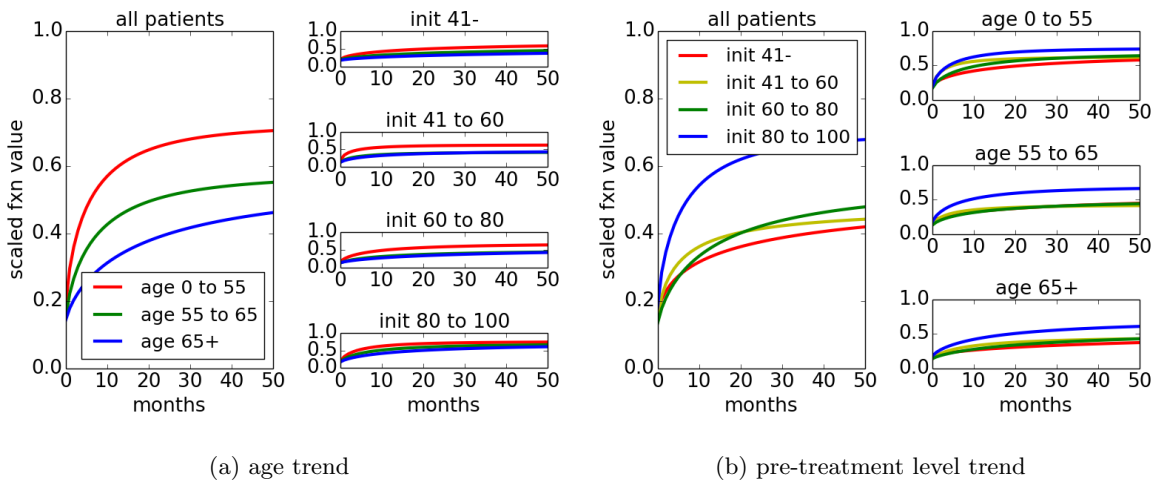 all patients
1.0
0.8
0.6
0.4
0.2
0.0
scaled fxn value
age 0 to 55
age 55 to 65
age 65+
0 10 20 30 40 50
months
init 41-
1.0
0.5
0.0
0 10 20 30 40 50
init 41 to 60
1.0
0.5
0.0
0 10 20 30 40 50
init 60 to 80
1.0
0.5
0.0
0 10 20 30 40 50
init 80 to 100
1.0
0.5
0.0
0 10 20 30 40 50
months
(a) age trend
all patients
1.0
0.8
0.6
0.4
0.2
0.0
scaled fxn value
init 41-
init 41 to 60
init 60 to 80
init 80 to 100
0 10 20 30 40 50
months
age 0 to 55
1.0
0.5
0.0
0 10 20 30 40 50
age 55 to 65
1.0
0.5
0.0
0 10 20 30 40 50
age 65+
1.0
0.5
0.0
0 10 20 30 40 50
months
(b) pre-treatment level trend